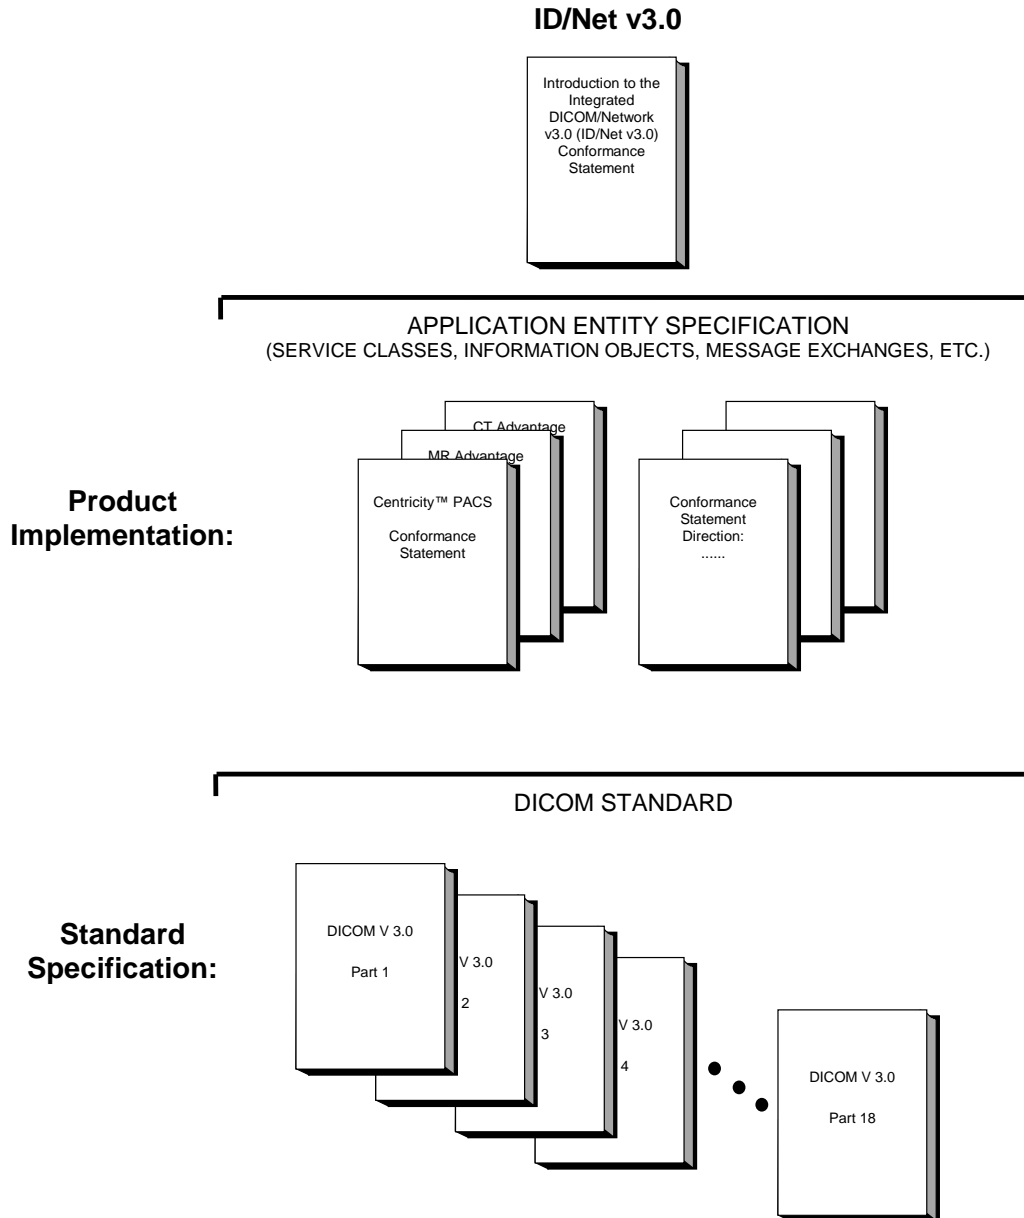 ID/Net v3.0
Introduction to the
Integrated
DICOM/Network
v3.0 (ID/Net v3.0)
Conformance
Statement
APPLICATION ENTITY SPECIFICATION
(SERVICE CLASSES, INFORMATION OBJECTS, MESSAGE EXCHANGES, ETC.)
Product
Implementation:
CT Advantage
MR Advantage
Centricity™ PACS
Conformance
Statement
Conformance
Statement
Direction:
......
DICOM STANDARD
Standard
Specification:
DICOM V 3.0
Part 1
V 3.0
2
V 3.0
3
V 3.0
4
DICOM V 3.0
Part 18